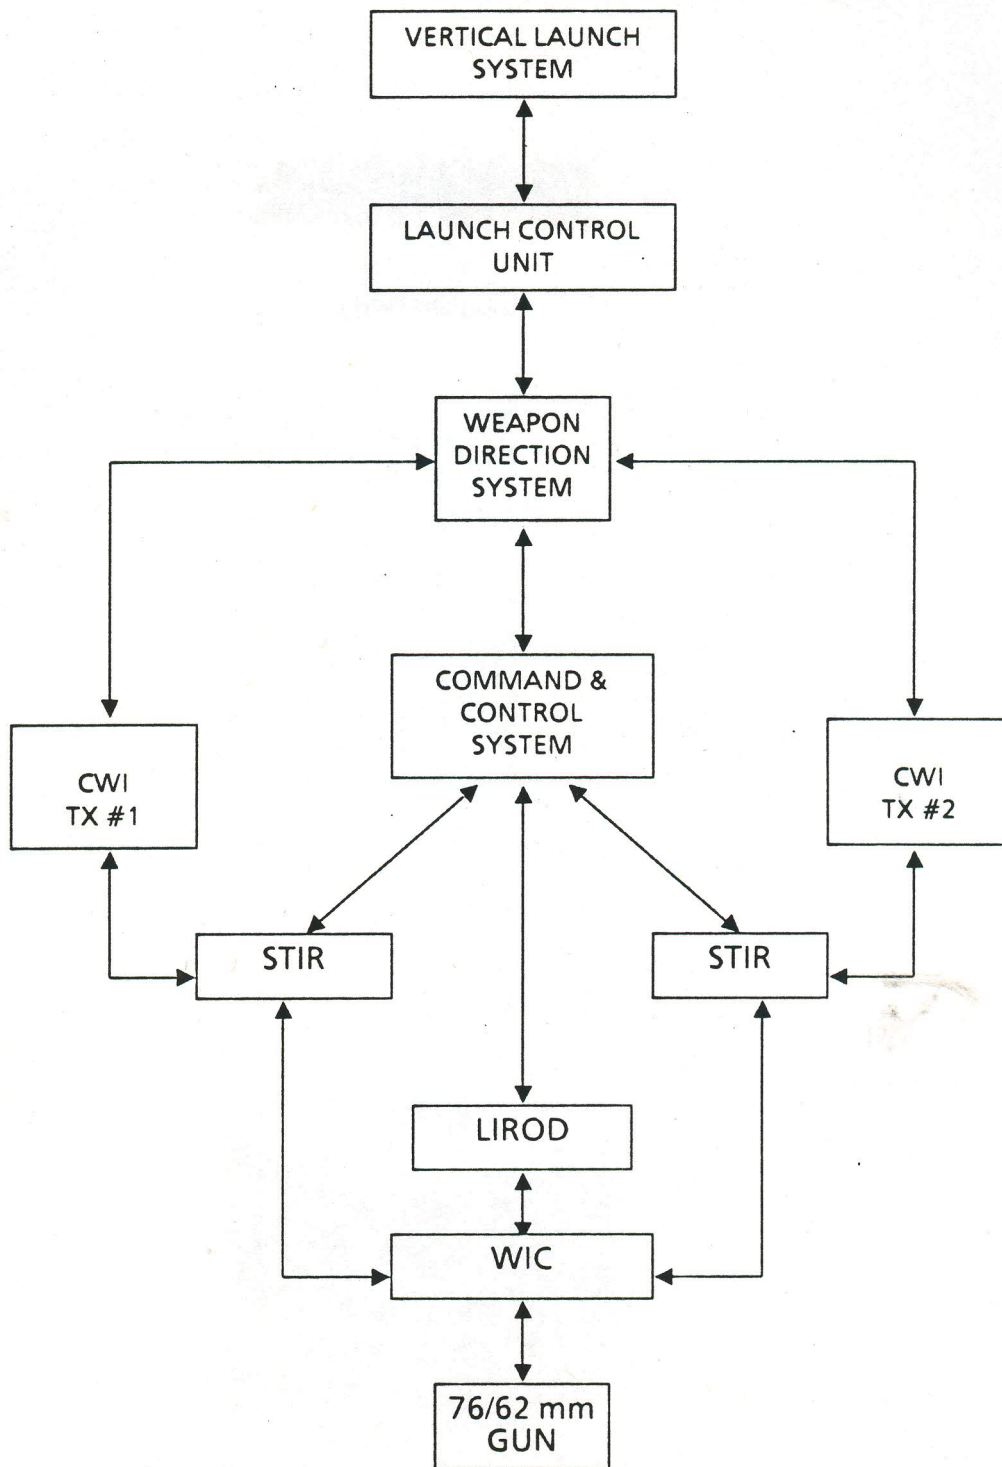 VERTICAL LAUNCH
SYSTEM
LAUNCH CONTROL
UNIT
WEAPON
DIRECTION
SYSTEM
COMMAND &
CONTROL
SYSTEM
CWI
TX #1
CWI
TX #2
STIR
STIR
LIROD
WIC
76/62 mm
GUN